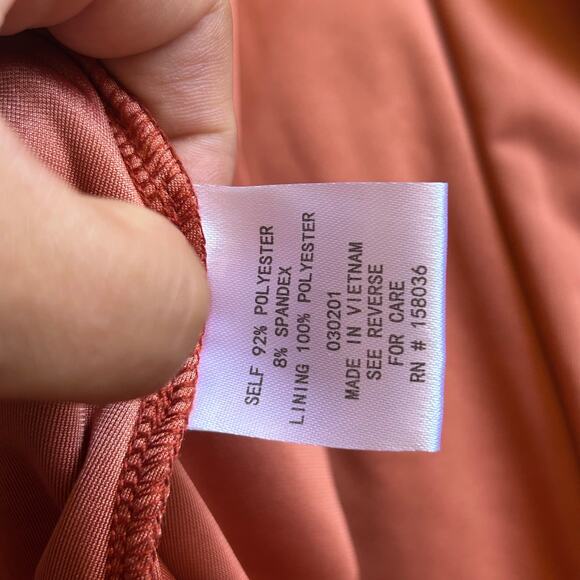 SELF 92% POLYESTER
8% SPANDEX
LINING 100% POLYESTER
030201
MADE IN VIETNAM
SEE REVERSE
FOR CARE
RN # 158036